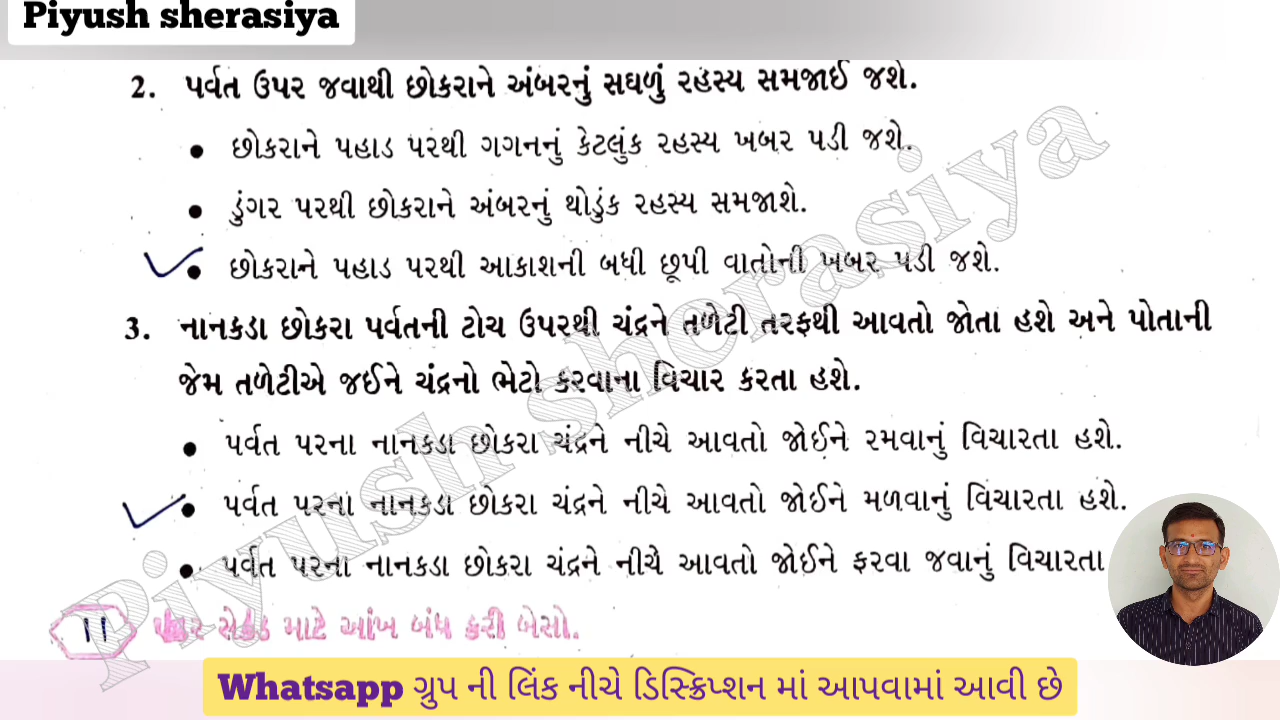 Piyush sherasiya
2. પર્વત ઉપર જવાથી છોકરાને અંબરનું સઘળું રહસ્ય સમજાઈ જશે.
• છોકરાને પહાડ પરથી ગગનનું કેટલુંક રહસ્ય ખબર પડી જશે.
• ડુંગર પરથી છોકરાને અંબરનું થોડુંક રહસ્ય સમજાશે.
• છોકરાને પહાડ પરથી આકાશની બધી છૂપી વાતોની ખબર પડી જશે.
3. નાનકડા છોકરા પર્વતની ટોચ ઉપરથી ચંદ્રને તળેટી તરફથી આવતો જોતા હશે અને પોતાની
જેમ તળેટીએ જઈને ચંદ્રનો ભેટો કરવાના વિચાર કરતા હશે.
• પર્વત પરના નાનકડા છોકરા ચંદ્રને નીચે આવતો જોઈને રમવાનું વિચારતા હશે.
• પર્વત પરના નાનકડા છોકરા ચંદ્રને નીચે આવતો જોઈને મળવાનું વિચારતા હશે.
• પર્વત પરના નાનકડા છોકરા ચંદ્રને નીચે આવતો જોઈને ફરવા જવાનું વિચારતા
11 સેકંડ માટે આંખ બંધ કરી બેસો.
Piyush sherasiya
Whatsapp ગ્રુપ ની લિંક નીચે ડિસ્ક્રિપ્શન માં આપવામાં આવી છે